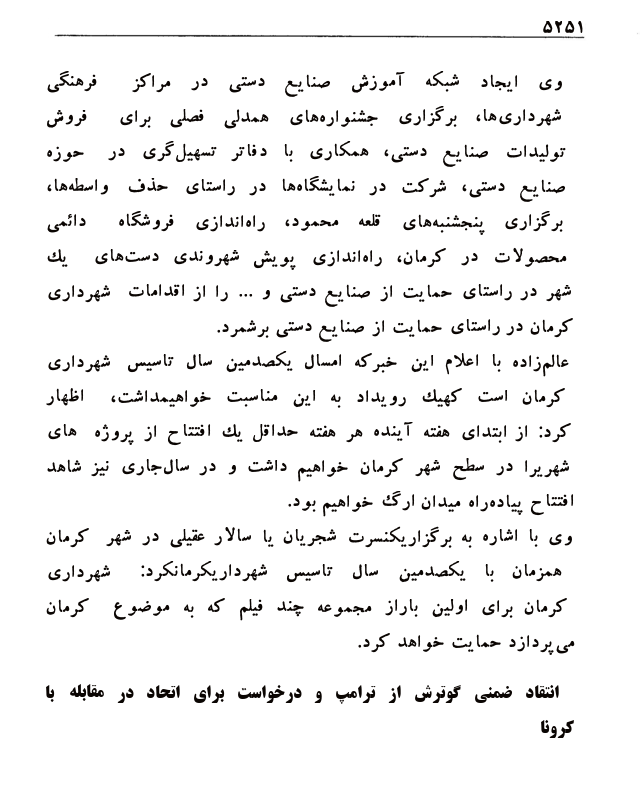 ۵۲۵۱
وی ایجاد شبکه آموزش صنایع دستی در مراکز فرهنگی
شهرداری‌ها، برگزاری جشنواره‌های همدلی فصلی برای فروش
تولیدات صنایع دستی، همکاری با دفاتر تسهیل‌گری در حوزه
صنایع دستی، شرکت در نمایشگاه‌ها در راستای حذف واسطه‌ها،
برگزاری پنجشنبه‌های قلعه محمود، راه‌اندازی فروشگاه دائمی
محصولات در کرمان، راه‌اندازی پویش شهروندی دست‌های یك
شهر در راستای حمایت از صنایع دستی و ... را از اقدامات شهرداری
کرمان در راستای حمایت از صنایع دستی برشمرد.
عالم‌زاده با اعلام این خبرکه امسال یکصدمین سال تاسیس شهرداری
کرمان است کهیك رویداد به این مناسبت خواهیمداشت، اظهار
کرد: از ابتدای هفته آینده هر هفته حداقل یك افتتاح از پروژه های
شهریرا در سطح شهر کرمان خواهیم داشت و در سال‌جاری نیز شاهد
افتتاح پیاده‌راه میدان ارگ خواهیم بود.
وی با اشاره به برگزاریکنسرت شجریان یا سالار عقیلی در شهر کرمان
همزمان با یکصدمین سال تاسیس شهرداریکرمانکرد: شهرداری
کرمان برای اولین باراز مجموعه چند فیلم که به موضوع کرمان
می‌پردازد حمایت خواهد کرد.
انتقاد ضمنی گوترش از ترامپ و درخواست برای اتحاد در مقابله با
کرونا